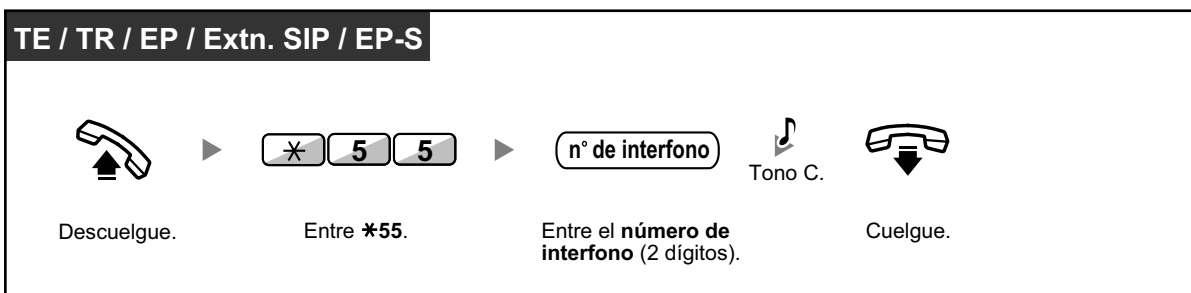 TE / TR / EP / Extn. SIP / EP-S
✳ 5 5
n° de interfono
Tono C.
Descuelgue.
Entre ✳55.
Entre el número de
interfono (2 dígitos).
Cuelgue.